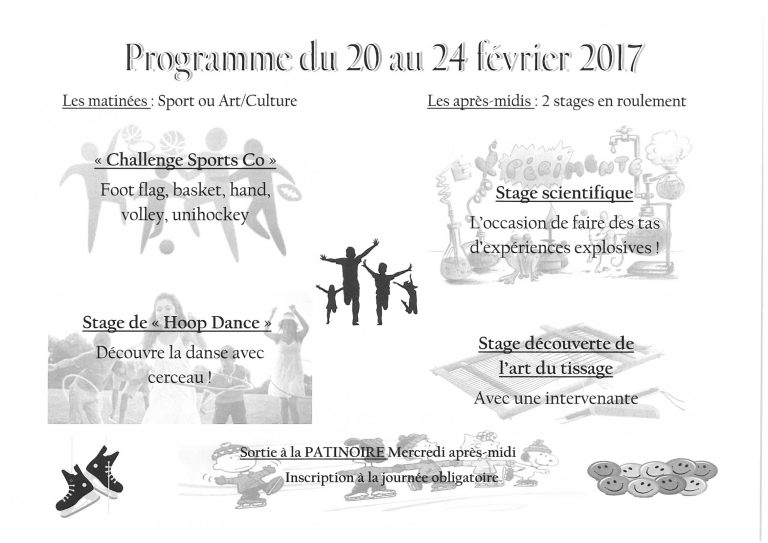 Programme du 20 au 24 février 2017
Les matinées : Sport ou Art/Culture
« Challenge Sports Co »
Foot flag, basket, hand,
volley, unihockey
Stage de « Hoop Dance »
Découvre la danse avec
cerceau !
Les après-midis : 2 stages en roulement
EXPÉRIMENTE
Stage scientifique
L'occasion de faire des tas
d'expériences explosives !
Stage découverte de
l'art du tissage
Avec une intervenante
Sortie à la PATINOIRE Mercredi après-midi
Inscription à la journée obligatoire